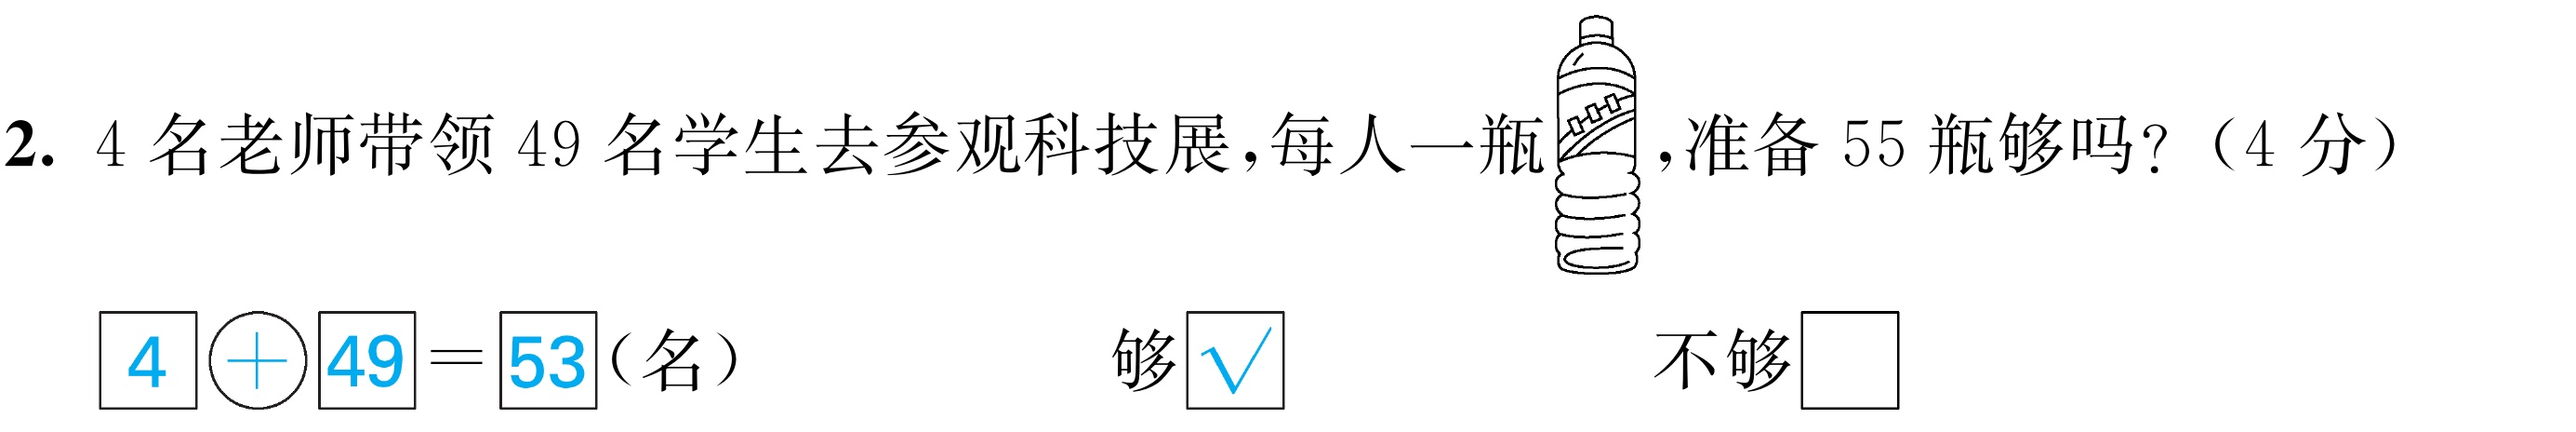 2. 4 名老师带领 49 名学生去参观科技展,每人一瓶,准备 55 瓶够吗?(4 分)
4 + 49 = 53 (名) 够 √ 不够